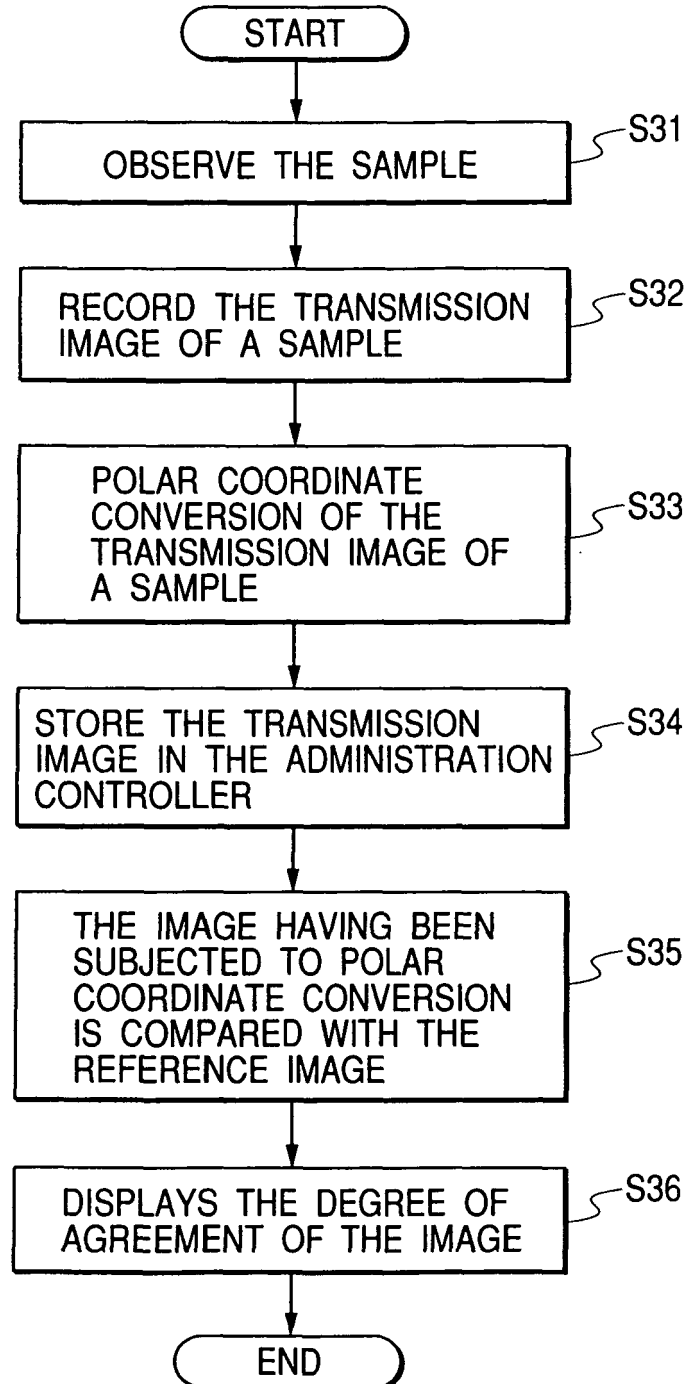 START
OBSERVE THE SAMPLE
S31
RECORD THE TRANSMISSION
IMAGE OF A SAMPLE
S32
POLAR COORDINATE
CONVERSION OF THE
TRANSMISSION IMAGE OF
A SAMPLE
S33
STORE THE TRANSMISSION
IMAGE IN THE ADMINISTRATION
CONTROLLER
S34
THE IMAGE HAVING BEEN
SUBJECTED TO POLAR
COORDINATE CONVERSION
IS COMPARED WITH THE
REFERENCE IMAGE
S35
DISPLAYS THE DEGREE OF
AGREEMENT OF THE IMAGE
S36
END